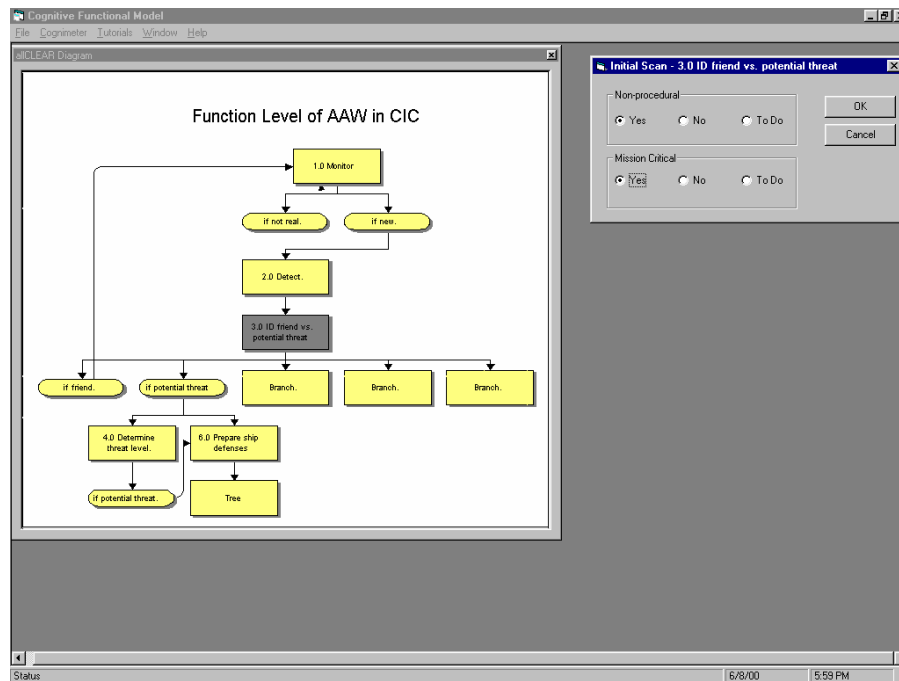 Cognitive Functional Model
File Cognimeter Tutorials Window Help
allCLEAR Diagram
Function Level of AAW in CIC
1.0 Monitor
if not real.
if new.
2.0 Detect.
3.0 ID friend vs.
potential threat
if friend.
if potential threat
Branch.
Branch.
Branch.
4.0 Determine
threat level.
6.0 Prepare ship
defenses
if potential threat.
Tree
Initial Scan - 3.0 ID friend vs. potential threat
Non-procedural
Yes No To Do
OK
Cancel
Mission Critical
Yes No To Do
Status 6/8/00 5:59 PM